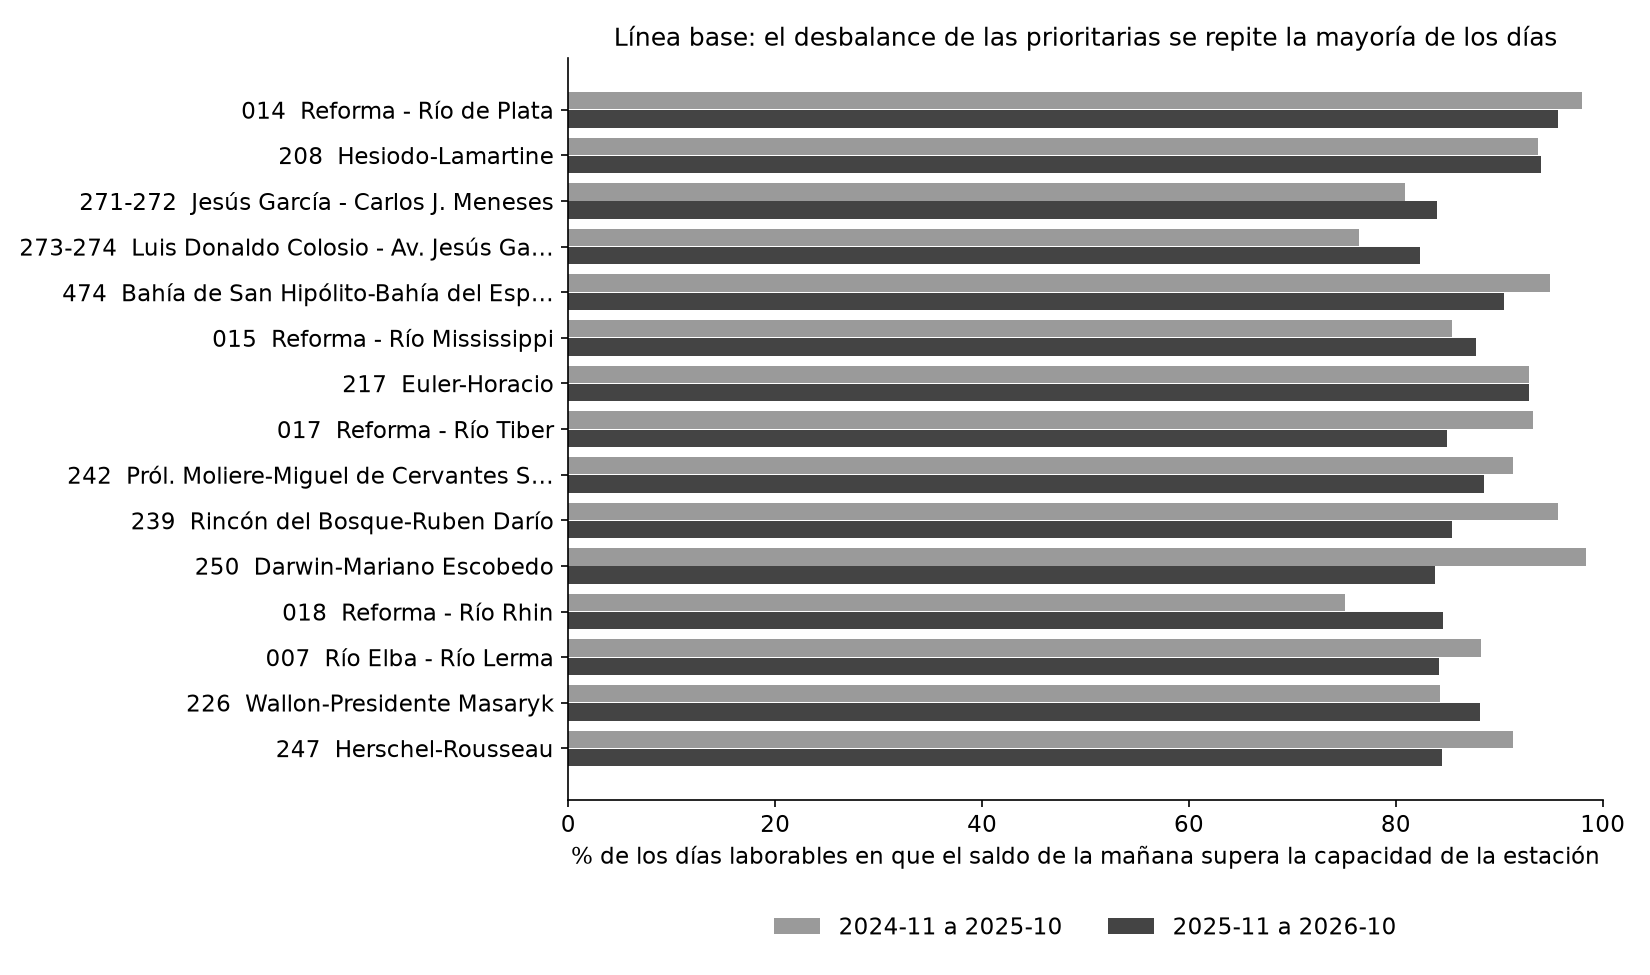 Línea base: el desbalance de las prioritarias se repite la mayoría de los días
014  Reforma - Río de Plata
208  Hesiodo-Lamartine
271-272  Jesús García - Carlos J. Meneses
273-274  Luis Donaldo Colosio - Av. Jesús Ga...
474  Bahía de San Hipólito-Bahía del Esp...
015  Reforma - Río Mississippi
217  Euler-Horacio
017  Reforma - Río Tiber
242  Pról. Moliere-Miguel de Cervantes S...
239  Rincón del Bosque-Ruben Darío
250  Darwin-Mariano Escobedo
018  Reforma - Río Rhin
007  Río Elba - Río Lerma
226  Wallon-Presidente Masaryk
247  Herschel-Rousseau
0 20 40 60 80 100
% de los días laborables en que el saldo de la mañana supera la capacidad de la estación
2024-11 a 2025-10 2025-11 a 2026-10